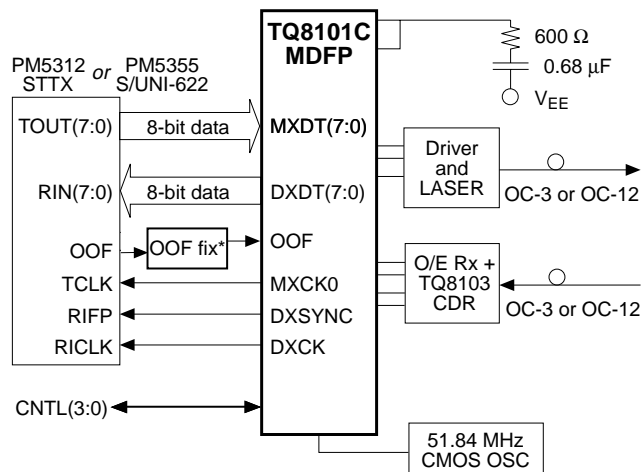 TQ8101C
MDFP
600 Ω
0.68 µF
VEE
PM5312 or PM5355
STTX S/UNI-622
TOUT(7:0)
8-bit data
MXDT(7:0)
Driver
and
LASER
OC-3 or OC-12
RIN(7:0)
8-bit data
DXDT(7:0)
OOF
OOF fix*
OOF
O/E Rx +
TQ8103
CDR
OC-3 or OC-12
TCLK
MXCK0
RIFP
DXSYNC
RICLK
DXCK
CNTL(3:0)
51.84 MHz
CMOS OSC